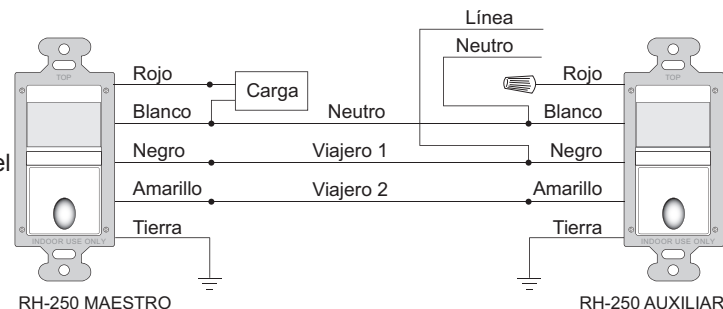 Línea
Neutro
TOP
Rojo
Carga
Rojo
TOP
Blanco
Neutro
Blanco
el
Negro
Viajero 1
Negro
Amarillo
Viajero 2
Amarillo
Tierra
Tierra
INDOOR USE ONLY
INDOOR USE ONLY
RH-250 MAESTRO
RH-250 AUXILIAR